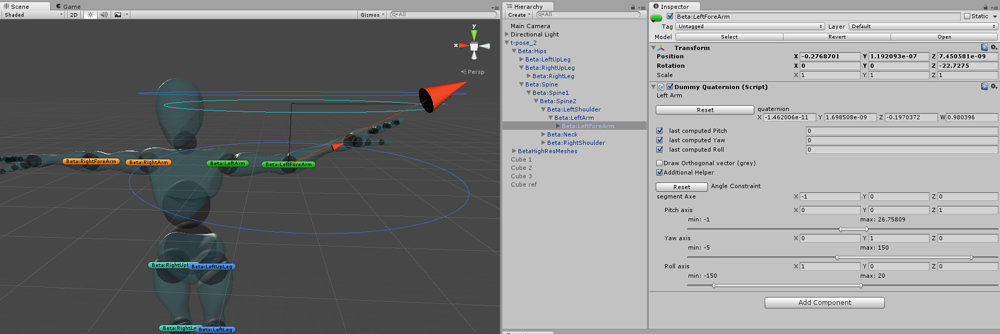 Scene
Game
Shaded
2D
Gizmos
All
y
x
Persp
Beta:RightForeArm
Beta:RightArm
Beta:LeftArm
Beta:LeftForeArm
Beta:RightUpl
Beta:LeftUpLeg
Beta:RightLe
Beta:LeftLeg
Hierarchy
Create
All
Main Camera
Directional Light
t-pose_2
Beta:Hips
Beta:LeftUpLeg
Beta:RightUpLeg
Beta:RightLeg
Beta:Spine
Beta:Spine1
Beta:Spine2
Beta:LeftShoulder
Beta:LeftArm
Beta:LeftForeArm
Beta:Neck
Beta:RightShoulder
BetaHighResMeshes
Cube 1
Cube 2
Cube 3
Cube ref
Inspector
Beta:LeftForeArm Static
Tag Untagged Layer Default
Model Select Revert Open
Transform
Position X -0.2768701 Y 1.192093e-07 Z 7.450581e-09
Rotation X 0 Y 0 Z -22.7275
Scale X 1 Y 1 Z 1
Dummy Quaternion (Script)
Left Arm
Reset quaternion
X -1.462006e-11 Y 1.698508e-09 Z -0.1970372 W 0.980396
last computed Pitch 0
last computed Yaw 0
last computed Roll 0
Draw Orthogonal vector (grey)
Additional Helper
Reset Angle Constraint
segment Axe X -1 Y 0 Z 0
Pitch axis X 0 Y 0 Z 1
min: -1 max: 26.75809
Yaw axis X 0 Y 1 Z 0
min: -5 max: 150
Roll axis X 1 Y 0 Z 0
min: -150 max: 20
Add Component